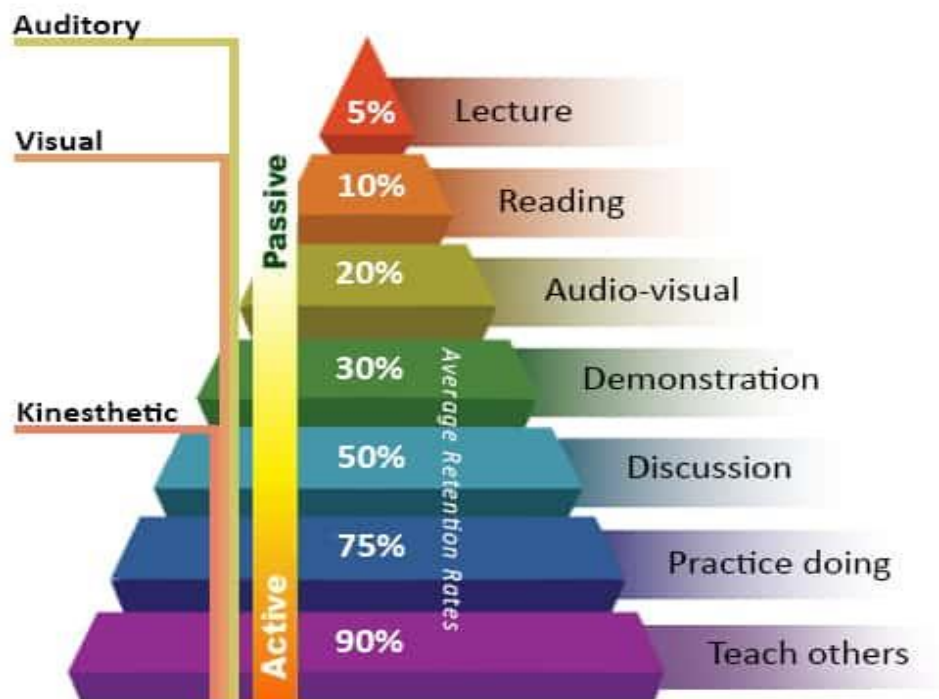 Auditory
Visual
Kinesthetic
Passive
Active
5% Lecture
10% Reading
20% Audio-visual
30% Demonstration
50% Discussion
75% Practice doing
90% Teach others
Average Retention Rates